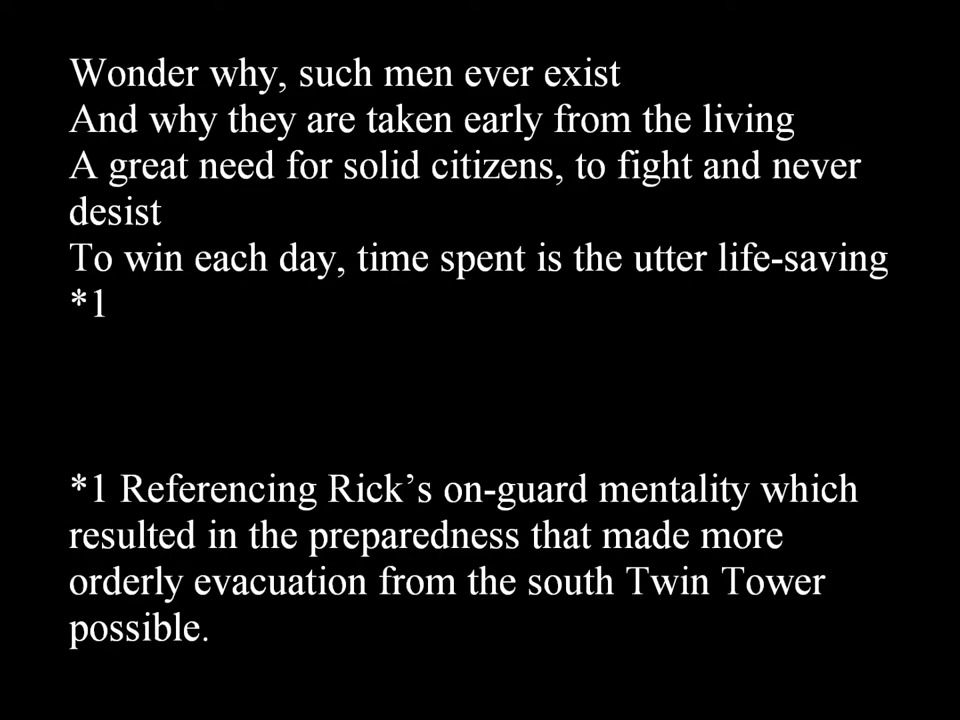 Wonder why, such men ever exist
And why they are taken early from the living
A great need for solid citizens, to fight and never
desist
To win each day, time spent is the utter life-saving
*1
*1 Referencing Rick’s on-guard mentality which
resulted in the preparedness that made more
orderly evacuation from the south Twin Tower
possible.